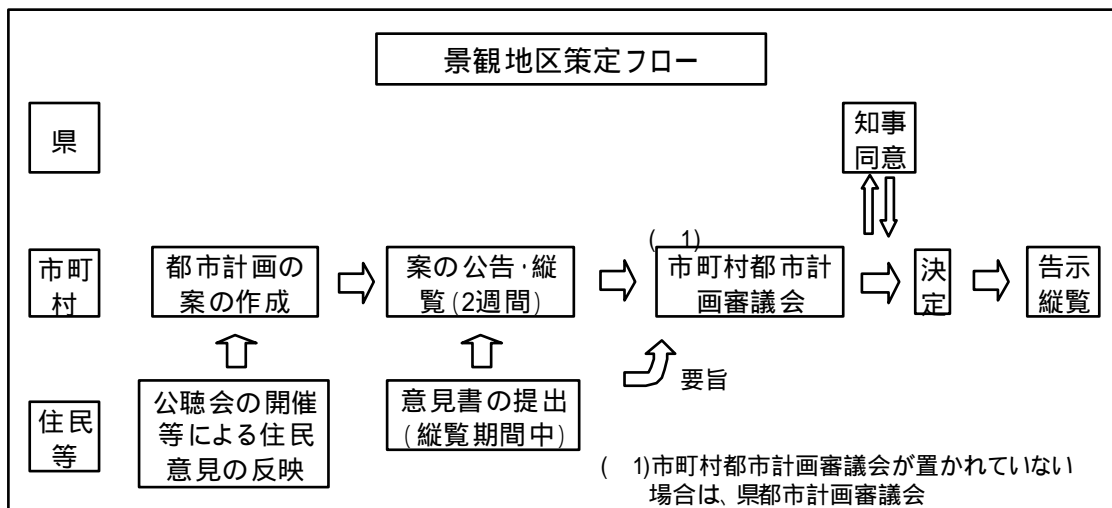 景観地区策定フロー
県
知事
同意
市町
村
都市計画の
案の作成
案の公告・縦
覧(2週間)
( 1)
市町村都市計
画審議会
決
定
告示
縦覧
住民
等
公聴会の開催
等による住民
意見の反映
意見書の提出
(縦覧期間中)
要旨
( 1)市町村都市計画審議会が置かれていない
場合は、県都市計画審議会